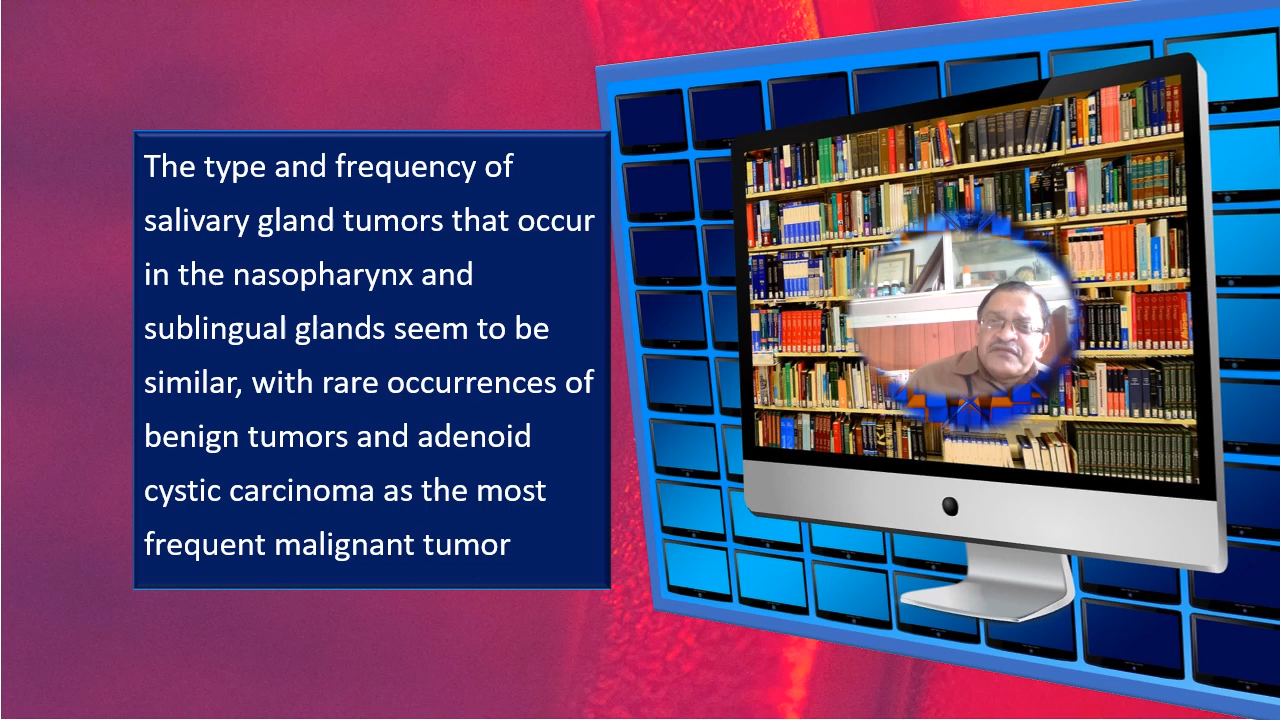 The type and frequency of
salivary gland tumors that occur
in the nasopharynx and
sublingual glands seem to be
similar, with rare occurrences of
benign tumors and adenoid
cystic carcinoma as the most
frequent malignant tumor